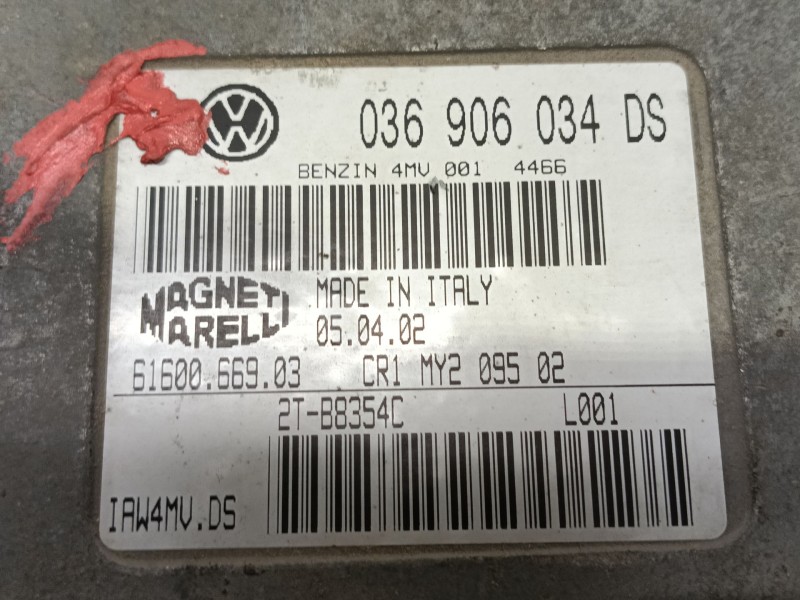 036 906 034 DS
BENZIN 4MV 001 4466
MAGNETI MARELLI
MADE IN ITALY
05.04.02
61600.669.03 CR1 MY2 095 02
2T-B8354C L001
IAW4MV.DS